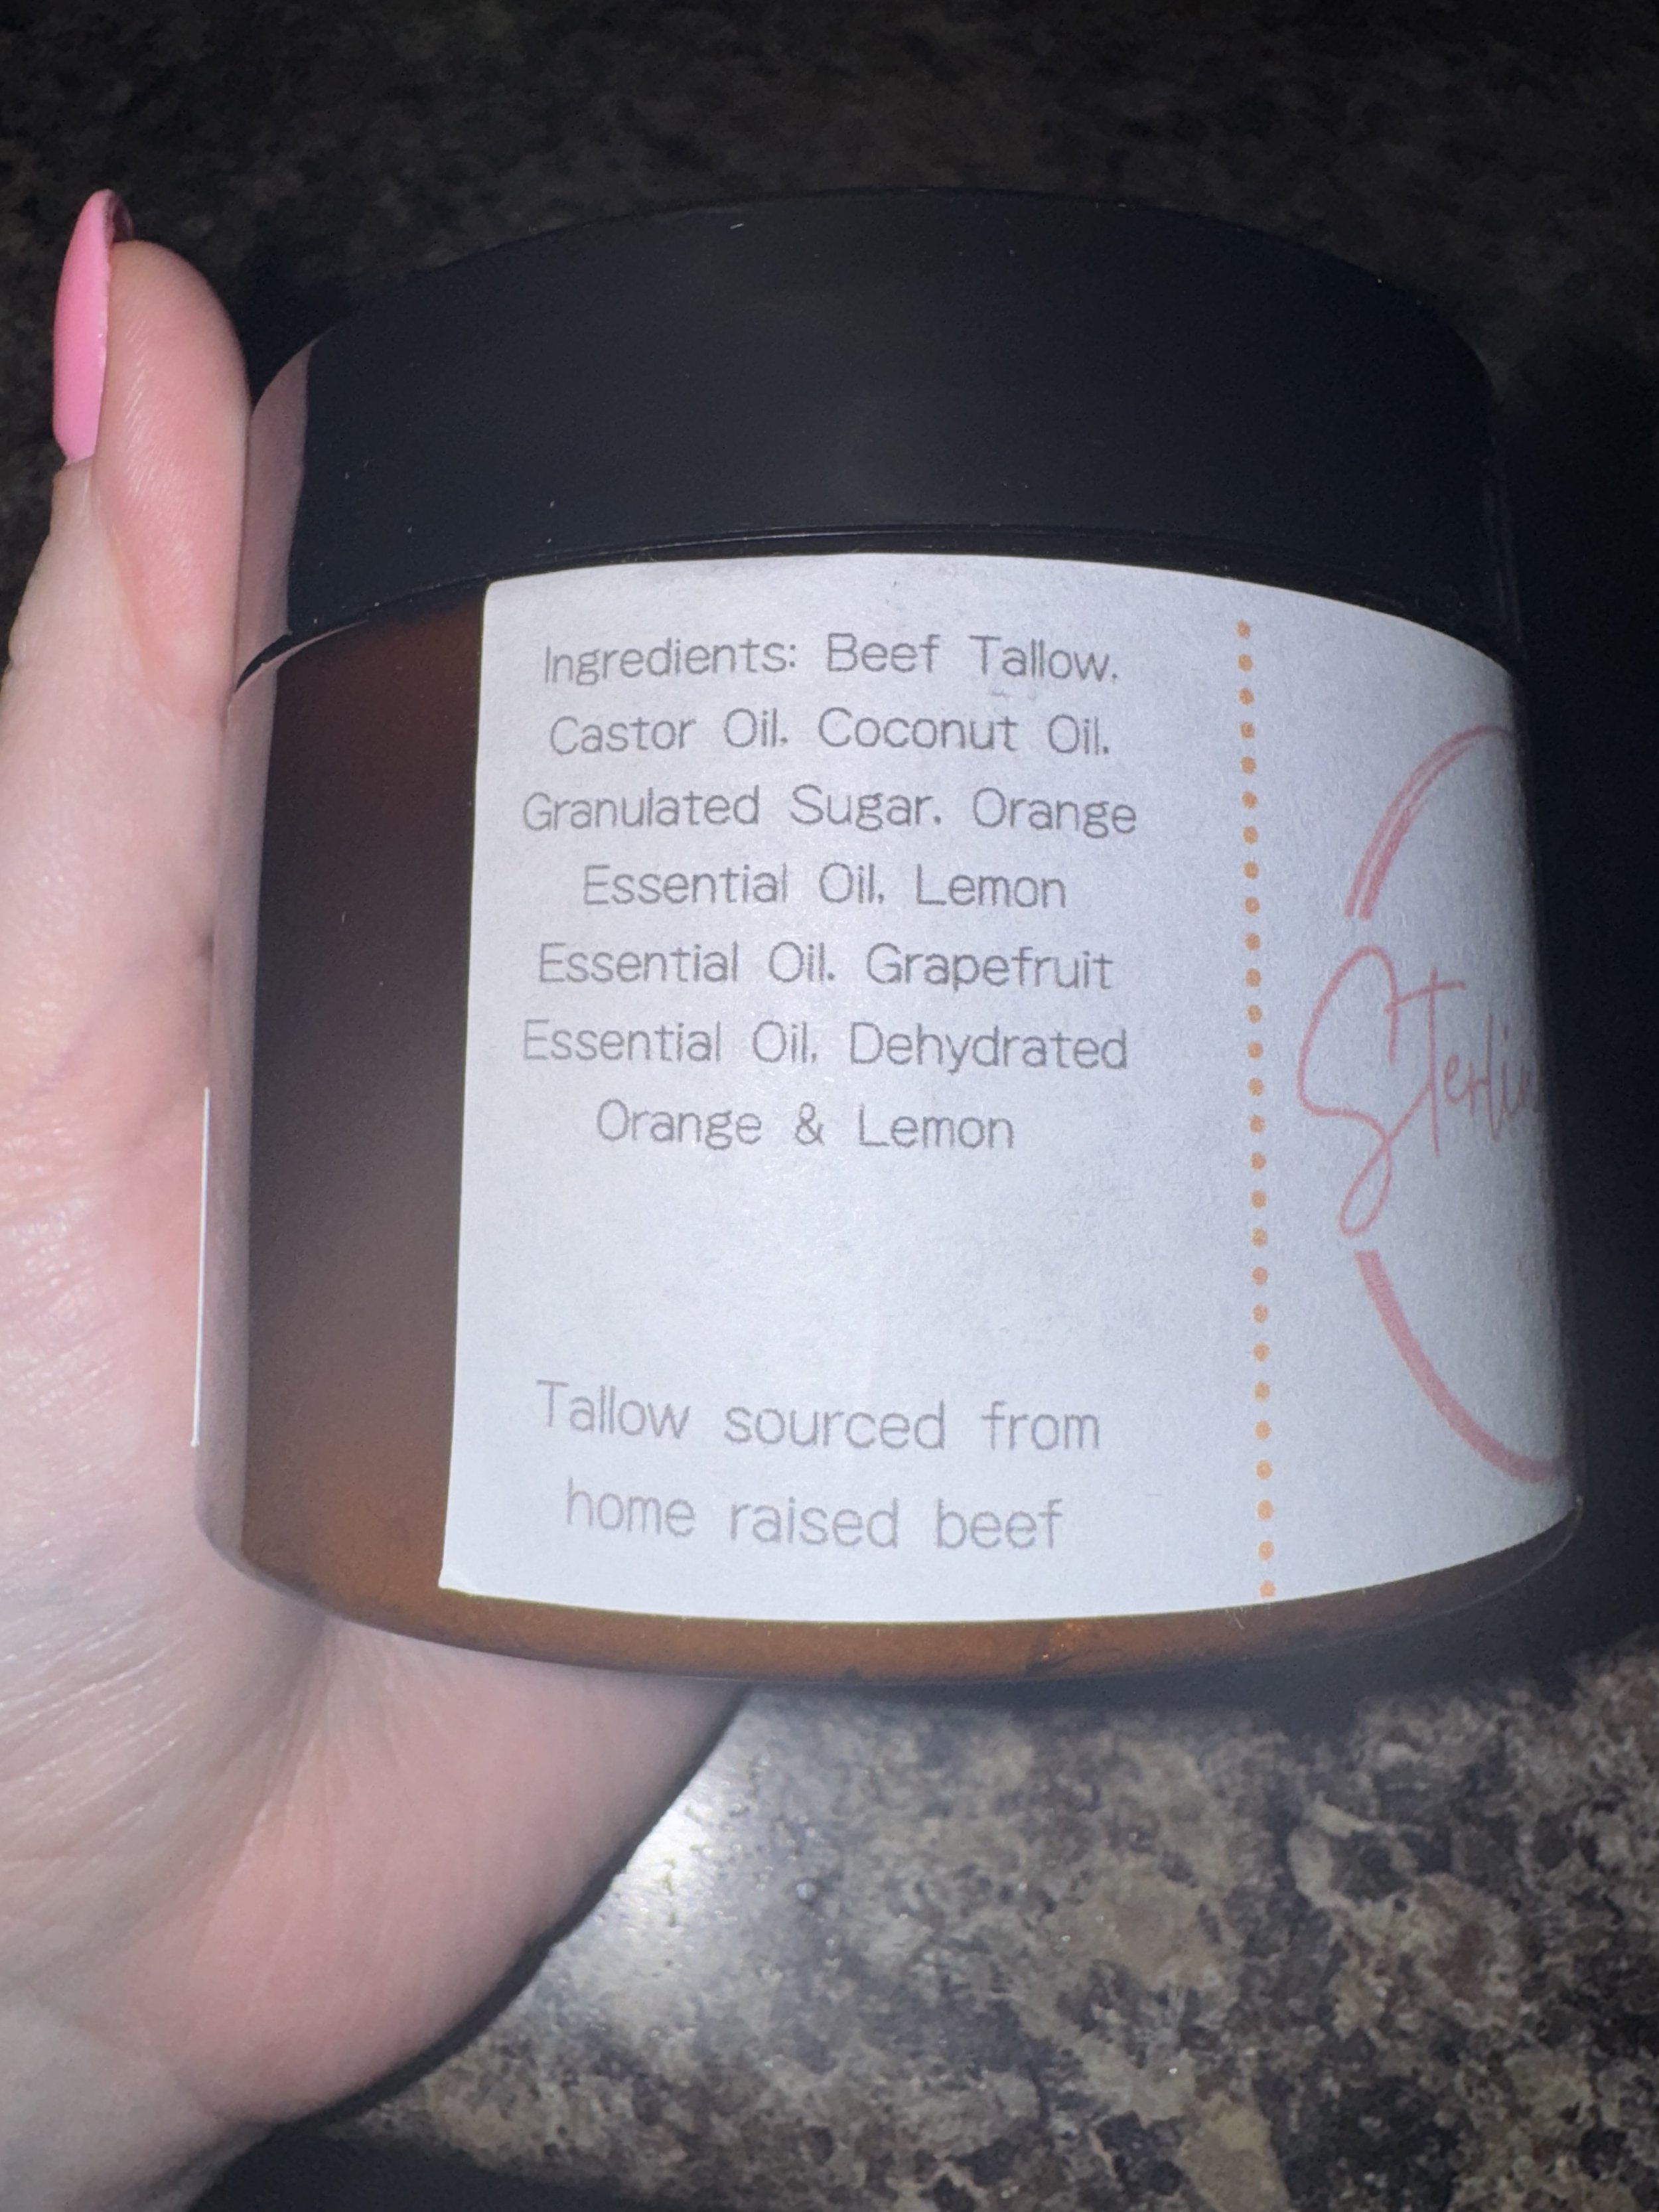 Ingredients: Beef Tallow,
Castor Oil, Coconut Oil,
Granulated Sugar, Orange
Essential Oil, Lemon
Essential Oil, Grapefruit
Essential Oil, Dehydrated
Orange & Lemon
Tallow sourced from
home raised beef